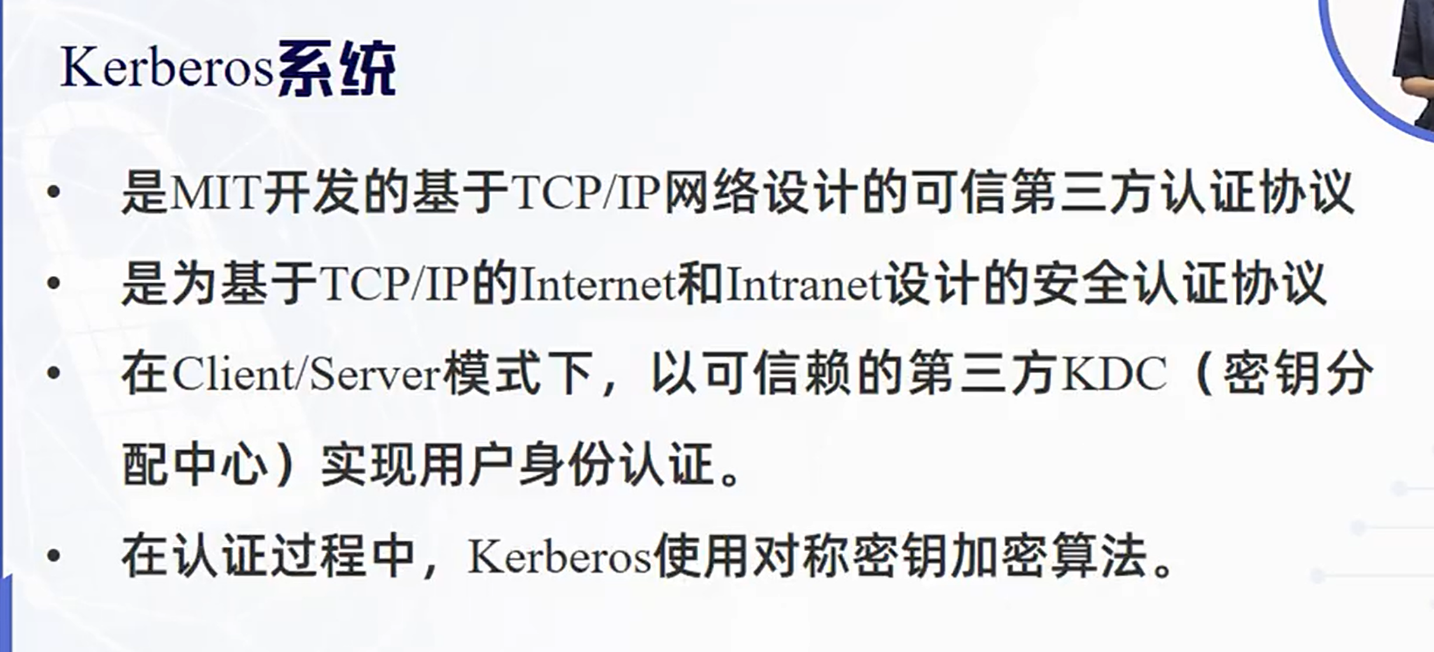 Kerberos系统
• 是MIT开发的基于TCP/IP网络设计的可信第三方认证协议
• 是为基于TCP/IP的Internet和Intranet设计的安全认证协议
• 在Client/Server模式下，以可信赖的第三方KDC（密钥分
配中心）实现用户身份认证。
• 在认证过程中，Kerberos使用对称密钥加密算法。